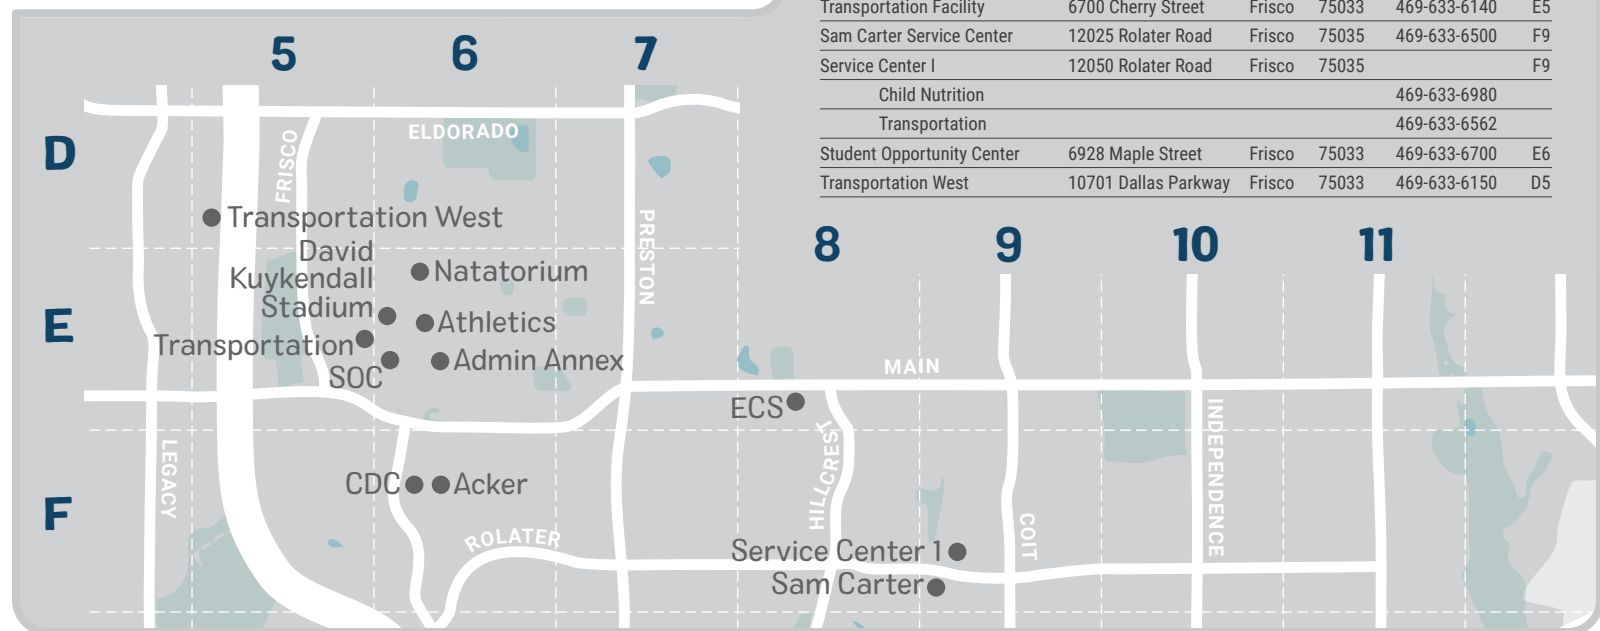 Transportation Facility 6700 Cherry Street Frisco 75033 469-633-6140 E5
Sam Carter Service Center 12025 Rolater Road Frisco 75035 469-633-6500 F9
Service Center I 12050 Rolater Road Frisco 75035 F9
Child Nutrition 469-633-6980
Transportation 469-633-6562
Student Opportunity Center 6928 Maple Street Frisco 75033 469-633-6700 E6
Transportation West 10701 Dallas Parkway Frisco 75033 469-633-6150 D5
5 6 7
8 9 10 11
D
E
F
ELDORADO
FRISCO
PRESTON
Transportation West
David
Kuykendall
Stadium
Natatorium
Athletics
Transportation
Admin Annex
SOC
MAIN
ECS
LEGACY
HILLCREST
INDEPENDENCE
CDC
Acker
ROLATER
COIT
Service Center 1
Sam Carter